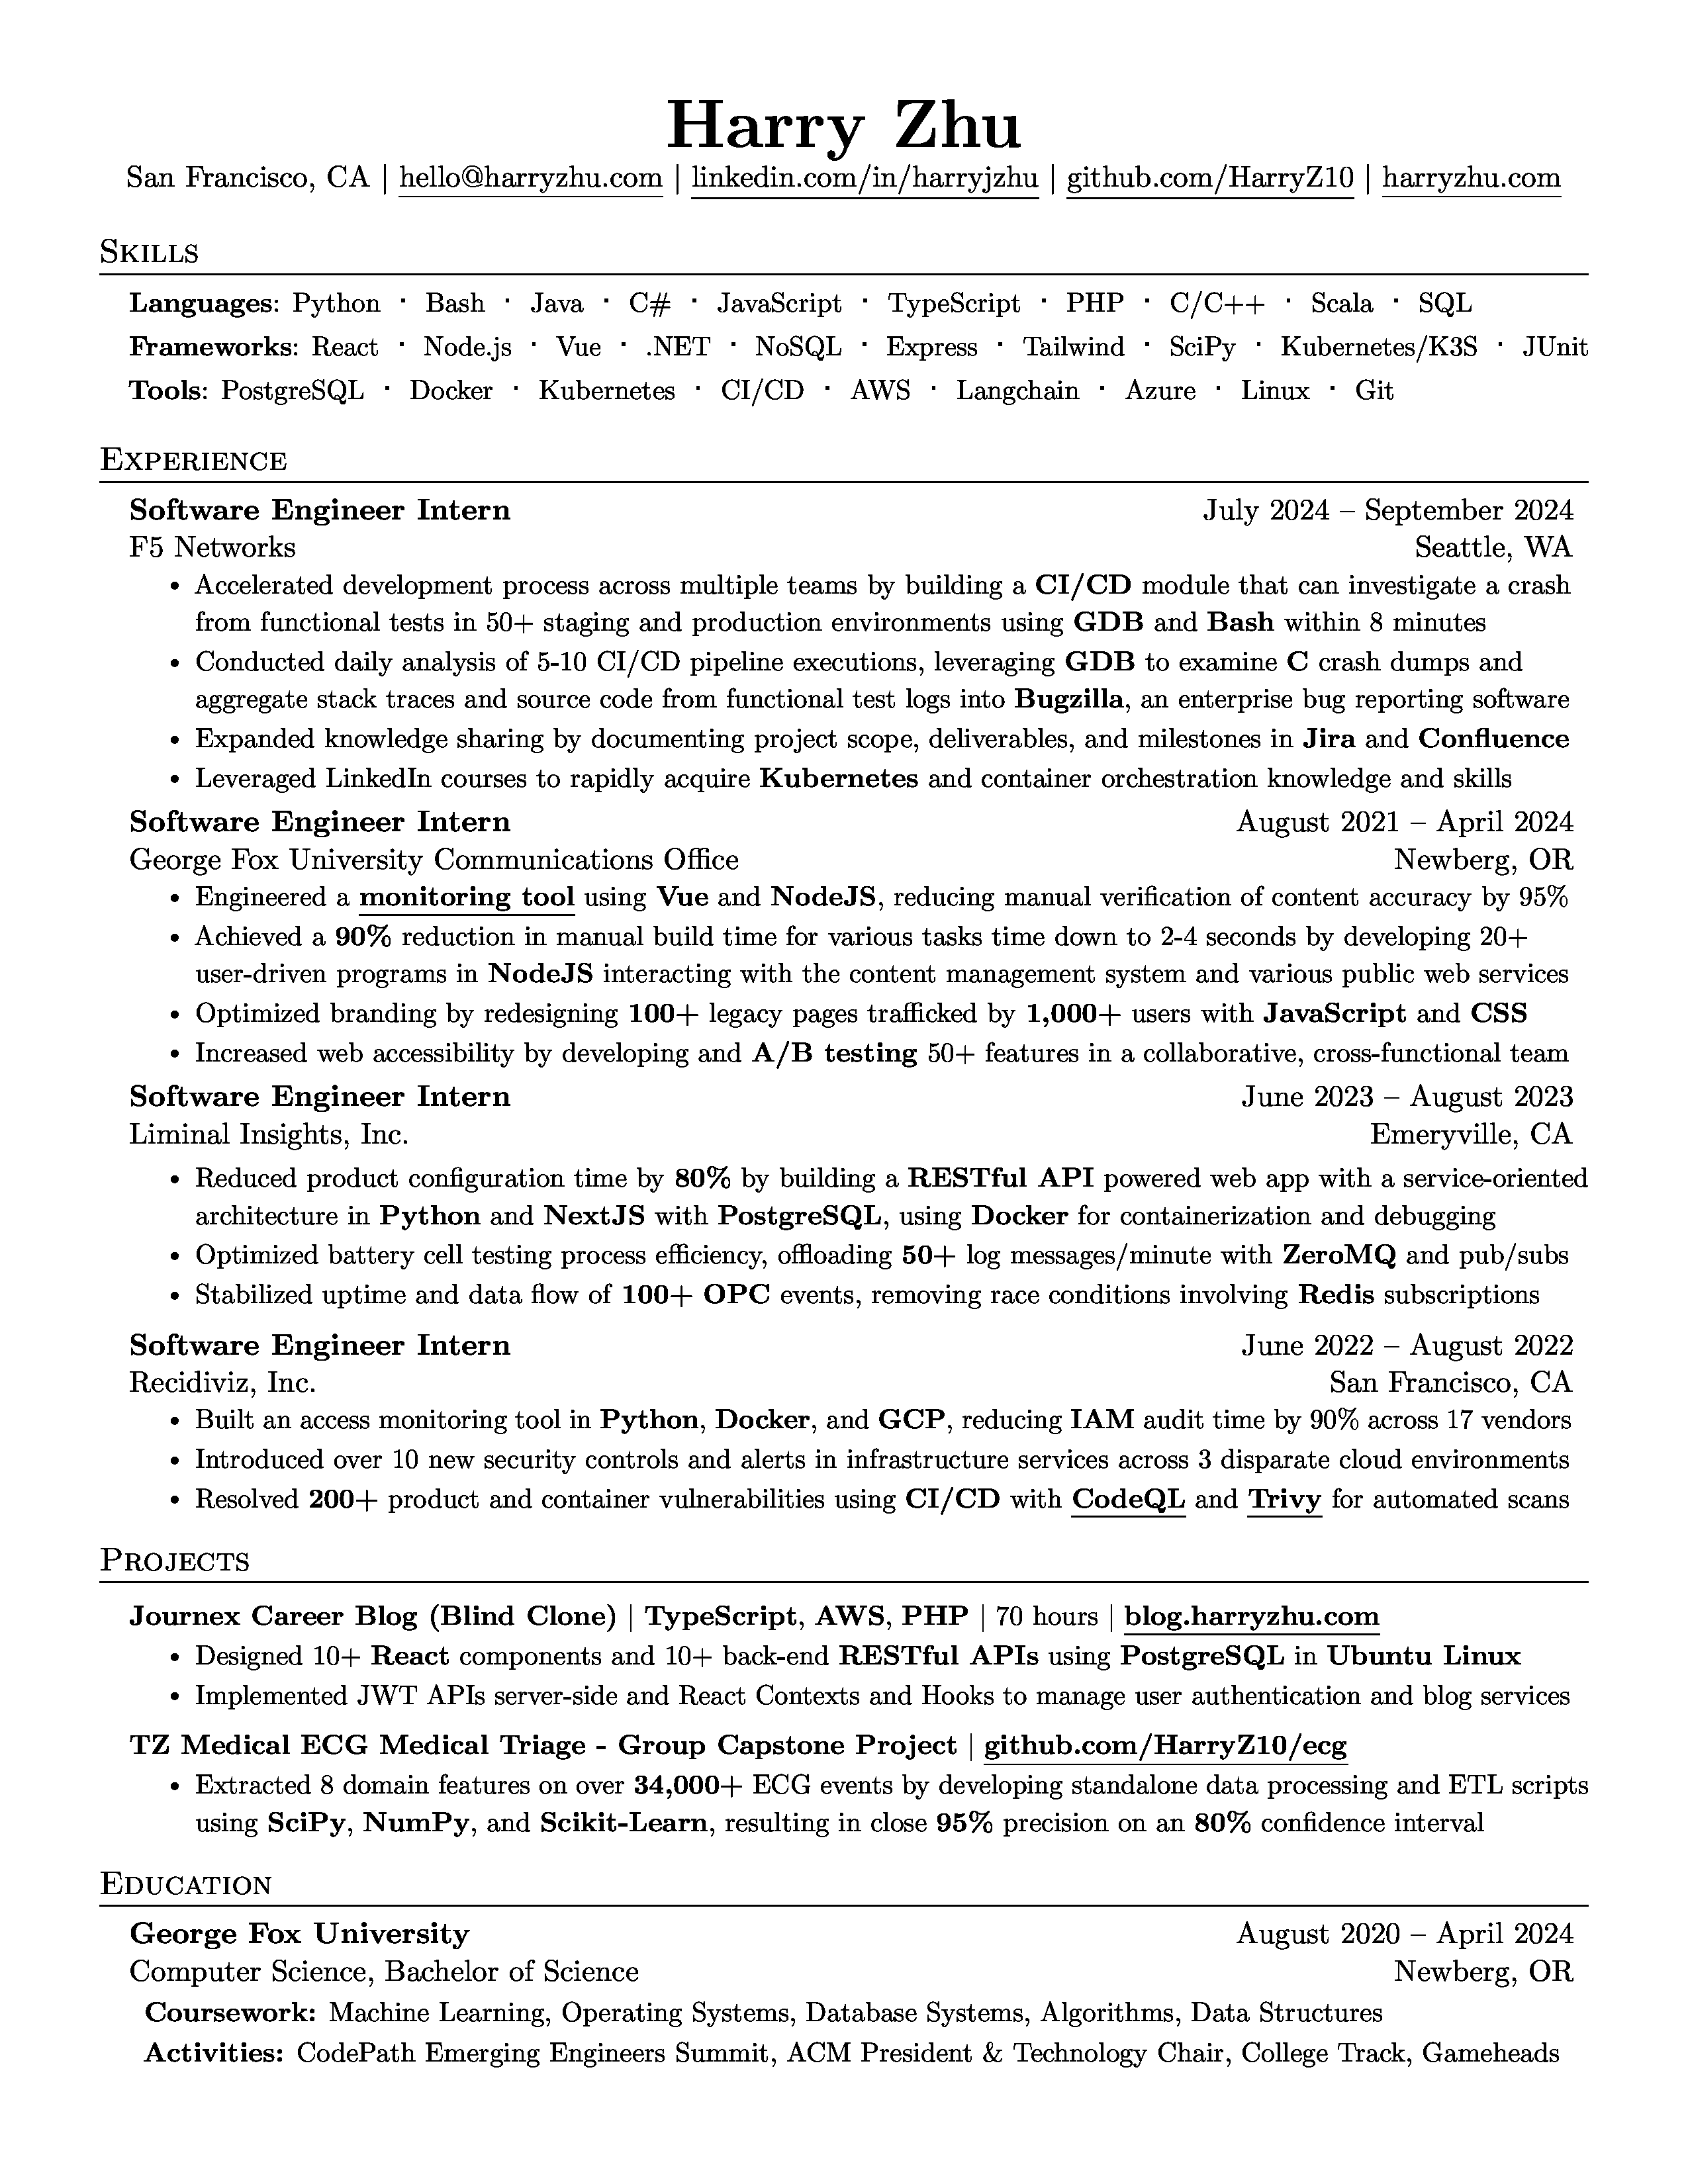 Harry Zhu
San Francisco, CA | hello@harryzhu.com | linkedin.com/in/harryjzhu | github.com/HarryZ10 | harryzhu.com
Skills
Languages: Python · Bash · Java · C# · JavaScript · TypeScript · PHP · C/C++ · Scala · SQL
Frameworks: React · Node.js · Vue · .NET · NoSQL · Express · Tailwind · SciPy · Kubernetes/K3S · JUnit
Tools: PostgreSQL · Docker · Kubernetes · CI/CD · AWS · Langchain · Azure · Linux · Git
Experience
Software Engineer Intern July 2024 – September 2024
F5 Networks Seattle, WA
• Accelerated development process across multiple teams by building a CI/CD module that can investigate a crash
from functional tests in 50+ staging and production environments using GDB and Bash within 8 minutes
• Conducted daily analysis of 5-10 CI/CD pipeline executions, leveraging GDB to examine C crash dumps and
aggregate stack traces and source code from functional test logs into Bugzilla, an enterprise bug reporting software
• Expanded knowledge sharing by documenting project scope, deliverables, and milestones in Jira and Confluence
• Leveraged LinkedIn courses to rapidly acquire Kubernetes and container orchestration knowledge and skills
Software Engineer Intern August 2021 – April 2024
George Fox University Communications Office Newberg, OR
• Engineered a monitoring tool using Vue and NodeJS, reducing manual verification of content accuracy by 95%
• Achieved a 90% reduction in manual build time for various tasks time down to 2-4 seconds by developing 20+
user-driven programs in NodeJS interacting with the content management system and various public web services
• Optimized branding by redesigning 100+ legacy pages trafficked by 1,000+ users with JavaScript and CSS
• Increased web accessibility by developing and A/B testing 50+ features in a collaborative, cross-functional team
Software Engineer Intern June 2023 – August 2023
Liminal Insights, Inc. Emeryville, CA
• Reduced product configuration time by 80% by building a RESTful API powered web app with a service-oriented
architecture in Python and NextJS with PostgreSQL, using Docker for containerization and debugging
• Optimized battery cell testing process efficiency, offloading 50+ log messages/minute with ZeroMQ and pub/subs
• Stabilized uptime and data flow of 100+ OPC events, removing race conditions involving Redis subscriptions
Software Engineer Intern June 2022 – August 2022
Recidiviz, Inc. San Francisco, CA
• Built an access monitoring tool in Python, Docker, and GCP, reducing IAM audit time by 90% across 17 vendors
• Introduced over 10 new security controls and alerts in infrastructure services across 3 disparate cloud environments
• Resolved 200+ product and container vulnerabilities using CI/CD with CodeQL and Trivy for automated scans
Projects
Journex Career Blog (Blind Clone) | TypeScript, AWS, PHP | 70 hours | blog.harryzhu.com
• Designed 10+ React components and 10+ back-end RESTful APIs using PostgreSQL in Ubuntu Linux
• Implemented JWT APIs server-side and React Contexts and Hooks to manage user authentication and blog services
TZ Medical ECG Medical Triage - Group Capstone Project | github.com/HarryZ10/ecg
• Extracted 8 domain features on over 34,000+ ECG events by developing standalone data processing and ETL scripts
using SciPy, NumPy, and Scikit-Learn, resulting in close 95% precision on an 80% confidence interval
Education
George Fox University August 2020 – April 2024
Computer Science, Bachelor of Science Newberg, OR
Coursework: Machine Learning, Operating Systems, Database Systems, Algorithms, Data Structures
Activities: CodePath Emerging Engineers Summit, ACM President & Technology Chair, College Track, Gameheads